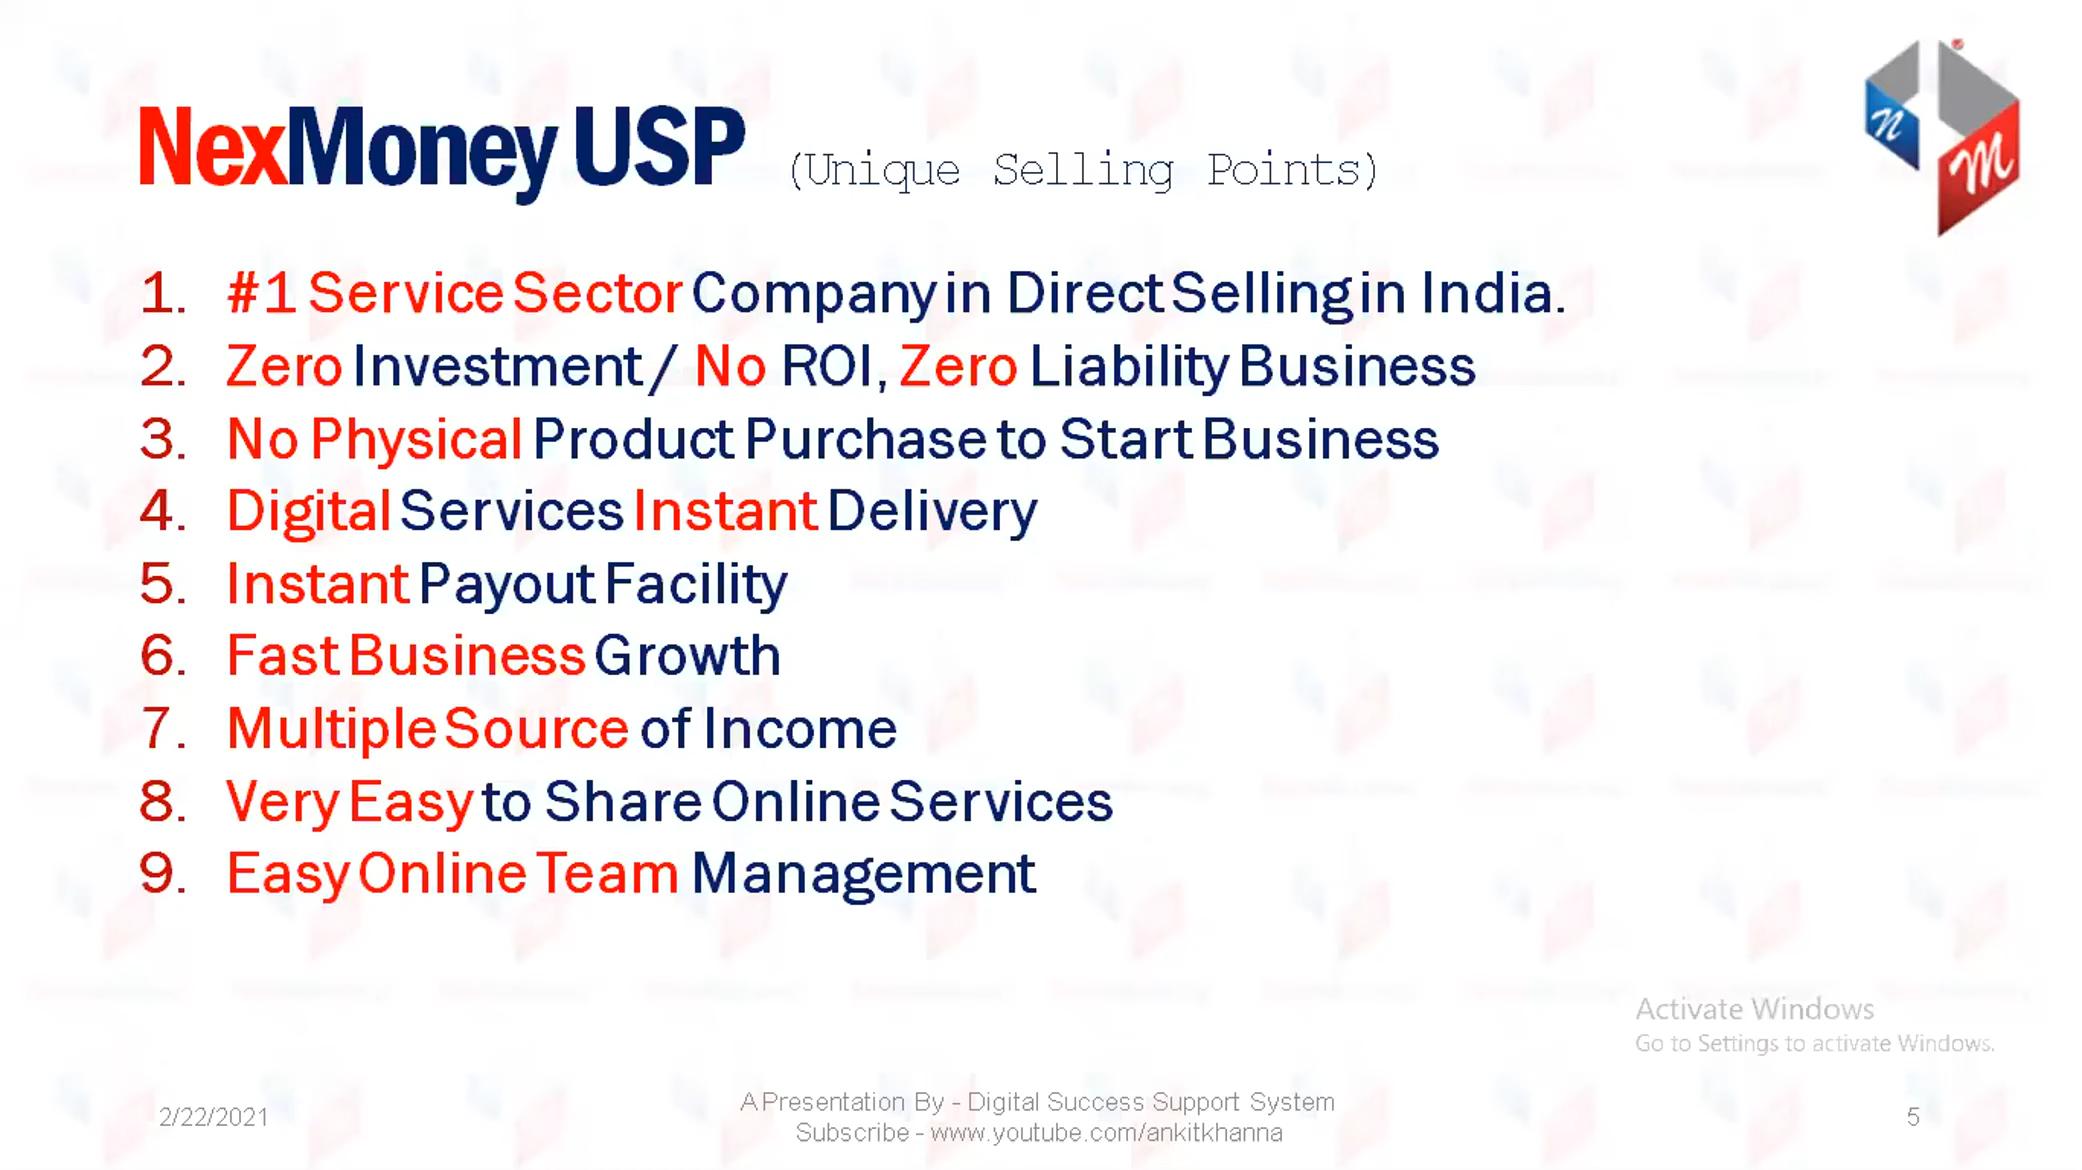 NexMoney USP (Unique Selling Points)
n
m
1. #1 Service Sector Company in Direct Selling in India.
2. Zero Investment / No ROI, Zero Liability Business
3. No Physical Product Purchase to Start Business
4. Digital Services Instant Delivery
5. Instant Payout Facility
6. Fast Business Growth
7. Multiple Source of Income
8. Very Easy to Share Online Services
9. Easy Online Team Management
Activate Windows
Go to Settings to activate Windows.
2/22/2021
A Presentation By - Digital Success Support System
Subscribe - www.youtube.com/ankitkhanna
5